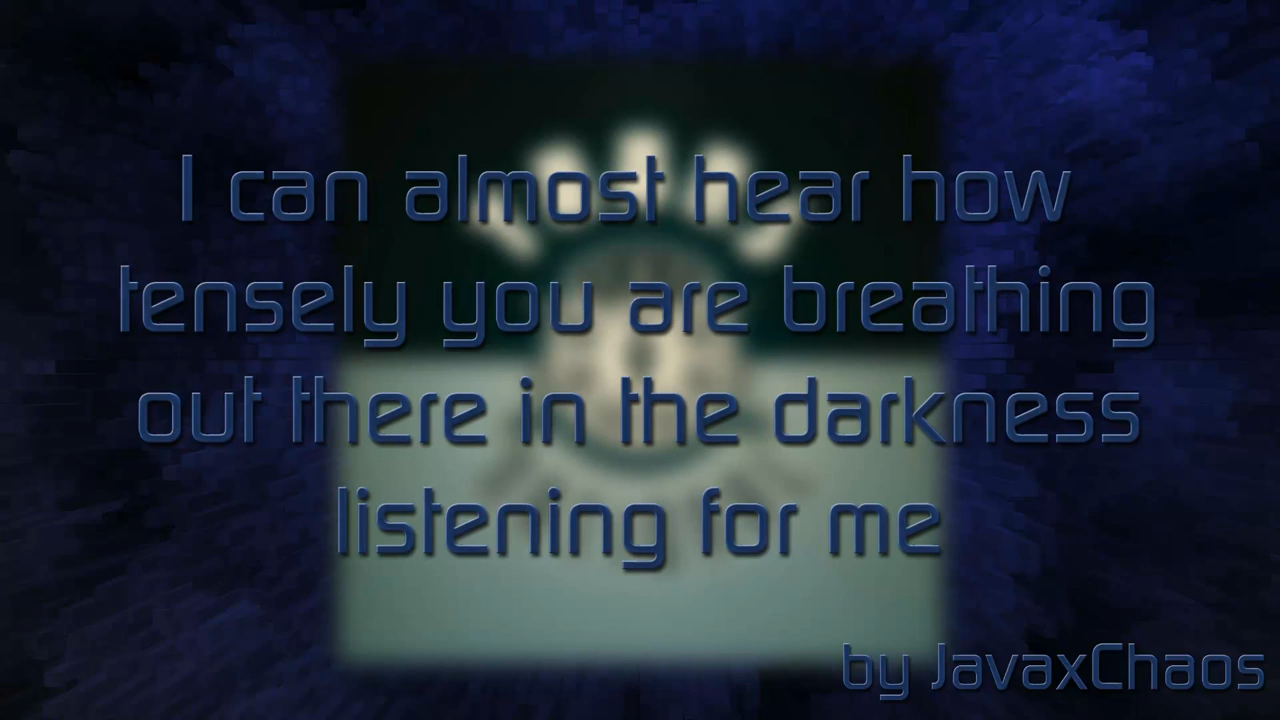 I can almost hear how
tensely you are breathing
out there in the darkness
listening for me
by JavaxChaos